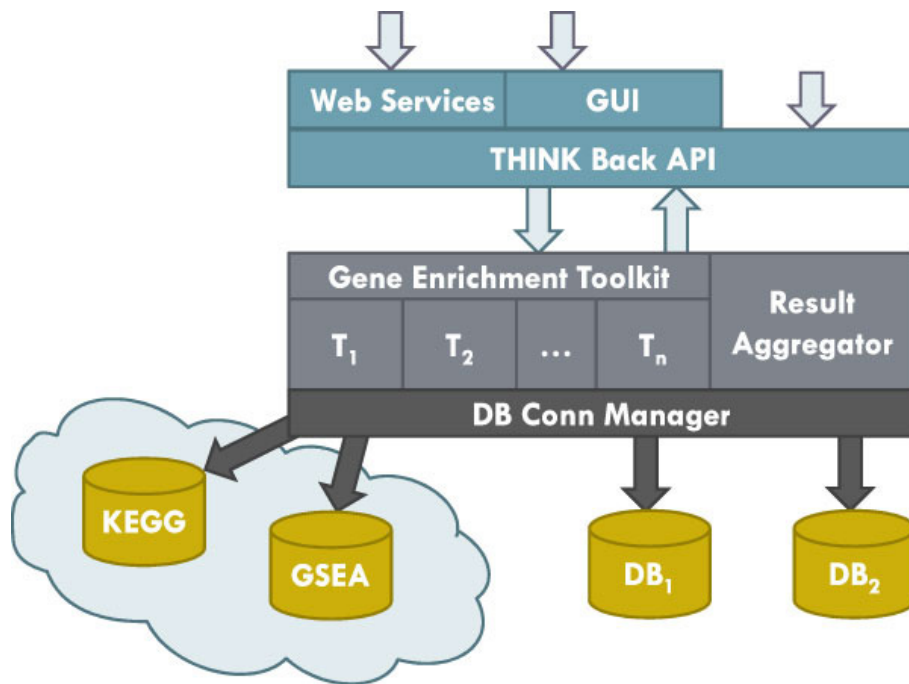 Web Services
GUI
THINK Back API
Gene Enrichment Toolkit
Result
Aggregator
T₁
T₂
...
Tₙ
DB Conn Manager
KEGG
GSEA
DB₁
DB₂